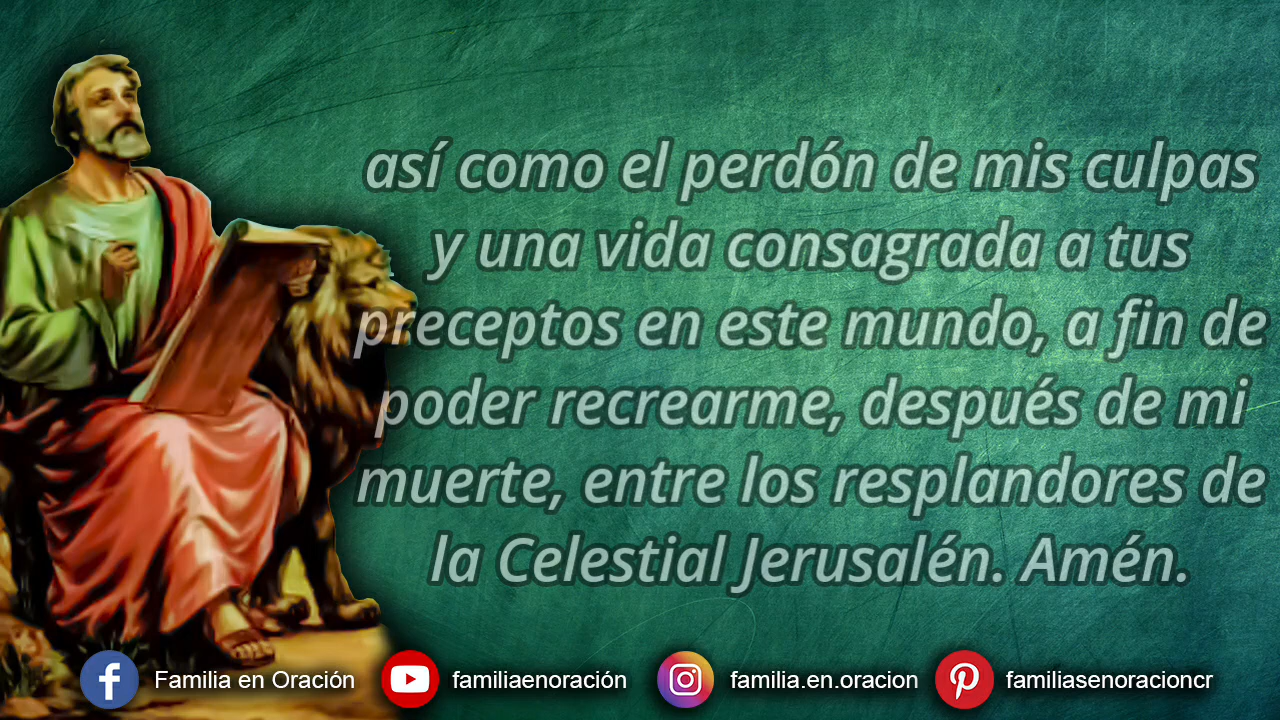 así como el perdón de mis culpas
y una vida consagrada a tus
preceptos en este mundo, a fin de
poder recrearme, después de mi
muerte, entre los resplandores de
la Celestial Jerusalén. Amén.
Familia en Oración familiaenoración familia.en.oracion familiasenoracioncr